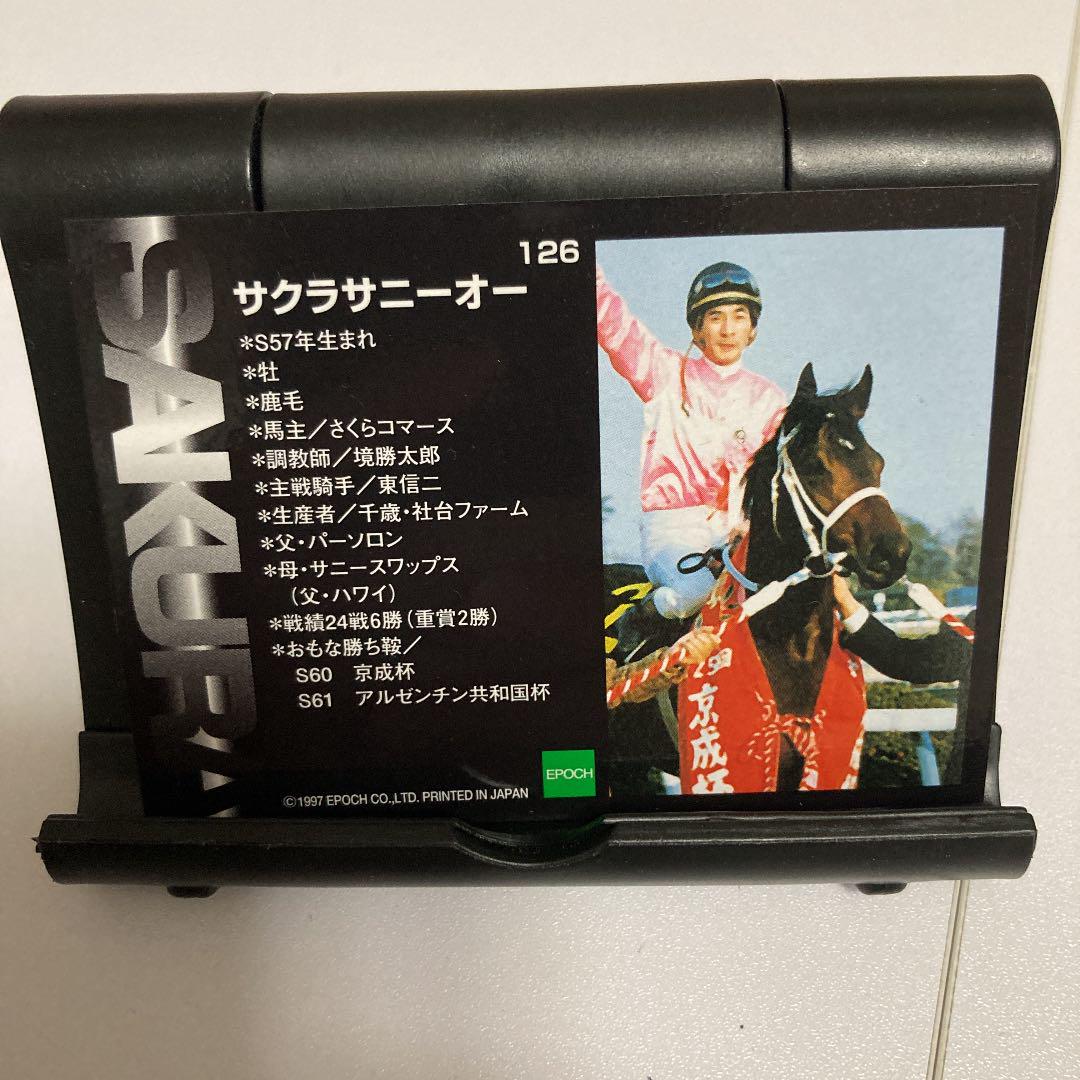 SAKURA
126
サクラサニーオー
*S57年生まれ
*牡
*鹿毛
*馬主／さくらコマース
*調教師／境勝太郎
*主戦騎手／東信二
*生産者／千歳・社台ファーム
*父・パーソロン
*母・サニースワップス
(父・ハワイ)
*戦績24戦6勝(重賞2勝)
*おもな勝ち鞍／
S60 京成杯
S61 アルゼンチン共和国杯
EPOCH
©1997 EPOCH CO.,LTD. PRINTED IN JAPAN
京成杯